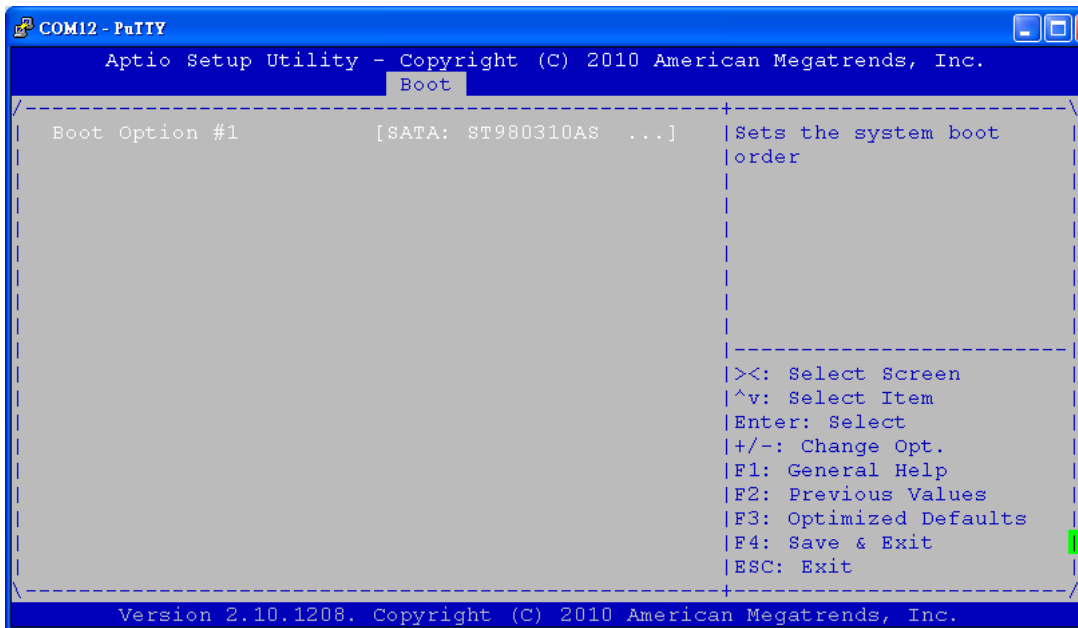 COM12 - PuTTY
Aptio Setup Utility - Copyright (C) 2010 American Megatrends, Inc.
Boot
Boot Option #1 [SATA: ST980310AS ...]
Sets the system boot
order
><: Select Screen
^v: Select Item
Enter: Select
+/-: Change Opt.
F1: General Help
F2: Previous Values
F3: Optimized Defaults
F4: Save & Exit
ESC: Exit
Version 2.10.1208. Copyright (C) 2010 American Megatrends, Inc.